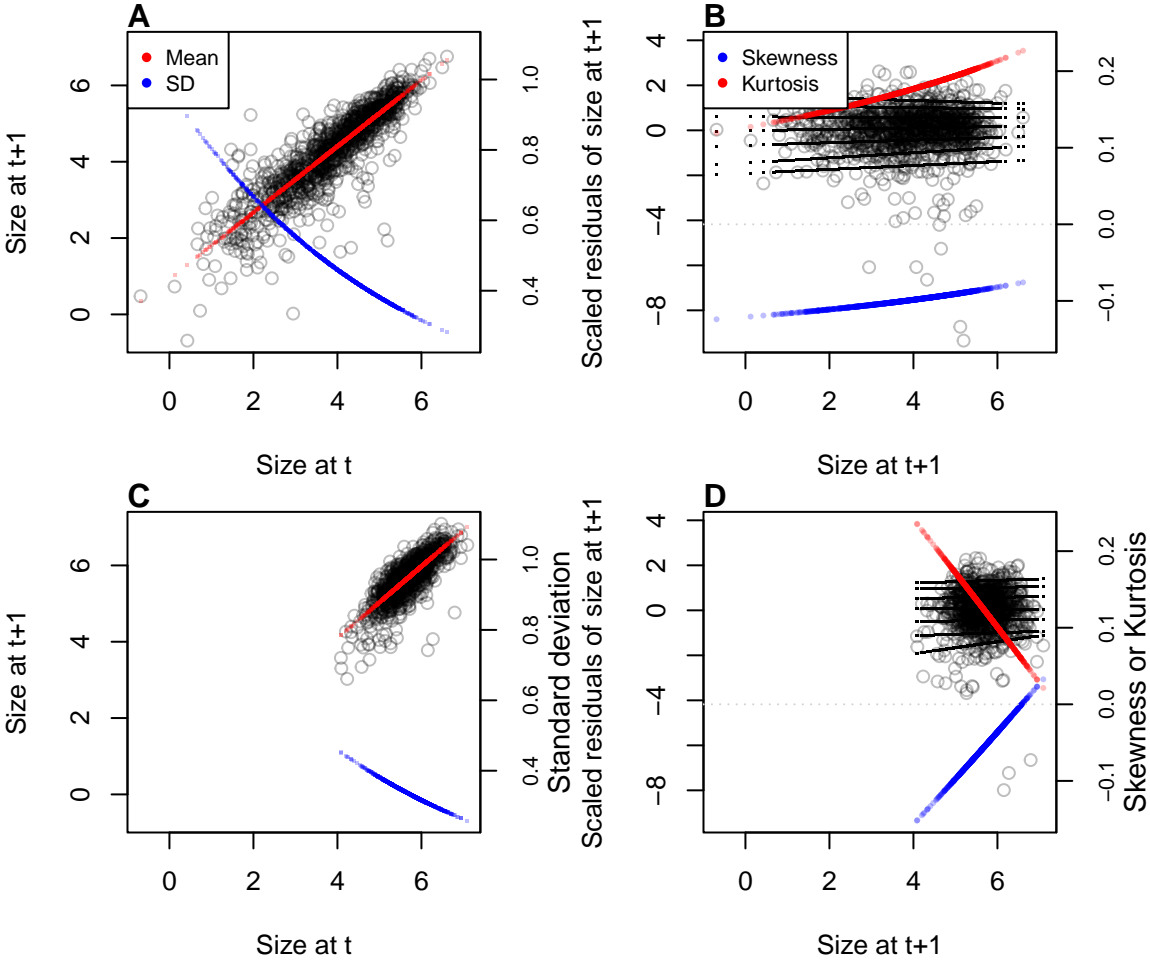 A
Mean
SD
Size at t+1
0
2
4
6
0.4
0.6
0.8
1.0
0
2
4
6
Size at t
B
Skewness
Kurtosis
Scaled residuals of size at t+1
−8
−4
0
2
4
−0.1
0.0
0.1
0.2
0
2
4
6
Size at t+1
C
Size at t+1
0
2
4
6
0.4
0.6
0.8
1.0
Standard deviation
0
2
4
6
Size at t
D
Scaled residuals of size at t+1
−8
−4
0
2
4
−0.1
0.0
0.1
0.2
Skewness or Kurtosis
0
2
4
6
Size at t+1